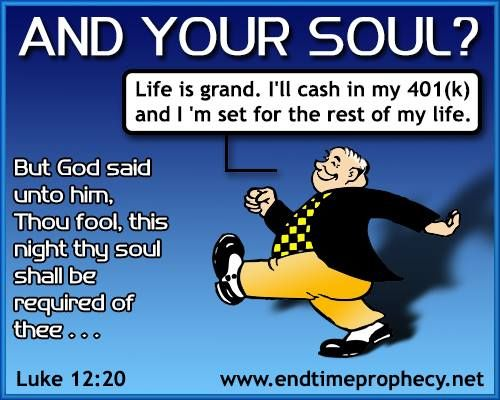 AND YOUR SOUL?
Life is grand. I'll cash in my 401(k)
and I 'm set for the rest of my life.
But God said
unto him,
Thou fool, this
night thy soul
shall be
required of
thee . . .
Luke 12:20
www.endtimeprophecy.net